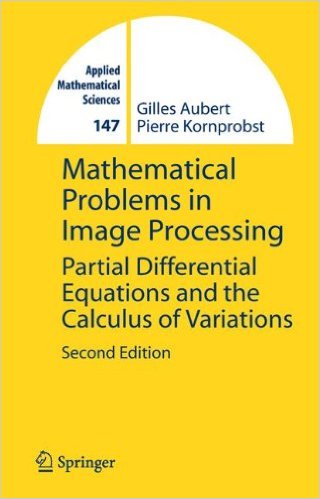 Applied
Mathematical
Sciences
147
Gilles Aubert
Pierre Kornprobst
Mathematical
Problems in
Image Processing
Partial Differential
Equations and the
Calculus of Variations
Second Edition
Springer